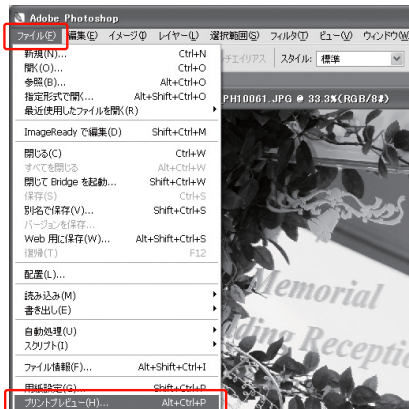 Adobe Photoshop
ファイル(F) 編集(E) イメージ(I) レイヤー(L) 選択範囲(S) フィルタ(T) ビュー(V) ウィンドウ(W
チエイリアス スタイル: 標準
新規(N)... Ctrl+N
開く(O)... Ctrl+O
参照(B)... Alt+Ctrl+O
指定形式で開く... Alt+Shift+Ctrl+O
最近使用したファイルを開く(R)
PH10061.JPG @ 33.3%(RGB/8#)
ImageReady で編集(D) Shift+Ctrl+M
閉じる(C) Ctrl+W
すべてを閉じる Alt+Ctrl+W
閉じて Bridge を起動... Shift+Ctrl+W
保存(S) Ctrl+S
別名で保存(V)... Shift+Ctrl+S
バージョンを保存...
Web 用に保存(W)... Alt+Shift+Ctrl+S
復帰(T) F12
配置(L)...
読み込み(M)
書き出し(E)
自動処理(U)
スクリプト(I)
ファイル情報(F)... Alt+Shift+Ctrl+I
用紙設定(G)... Shift+Ctrl+P
プリントプレビュー(H)... Alt+Ctrl+P
Memorial
ding Recepti